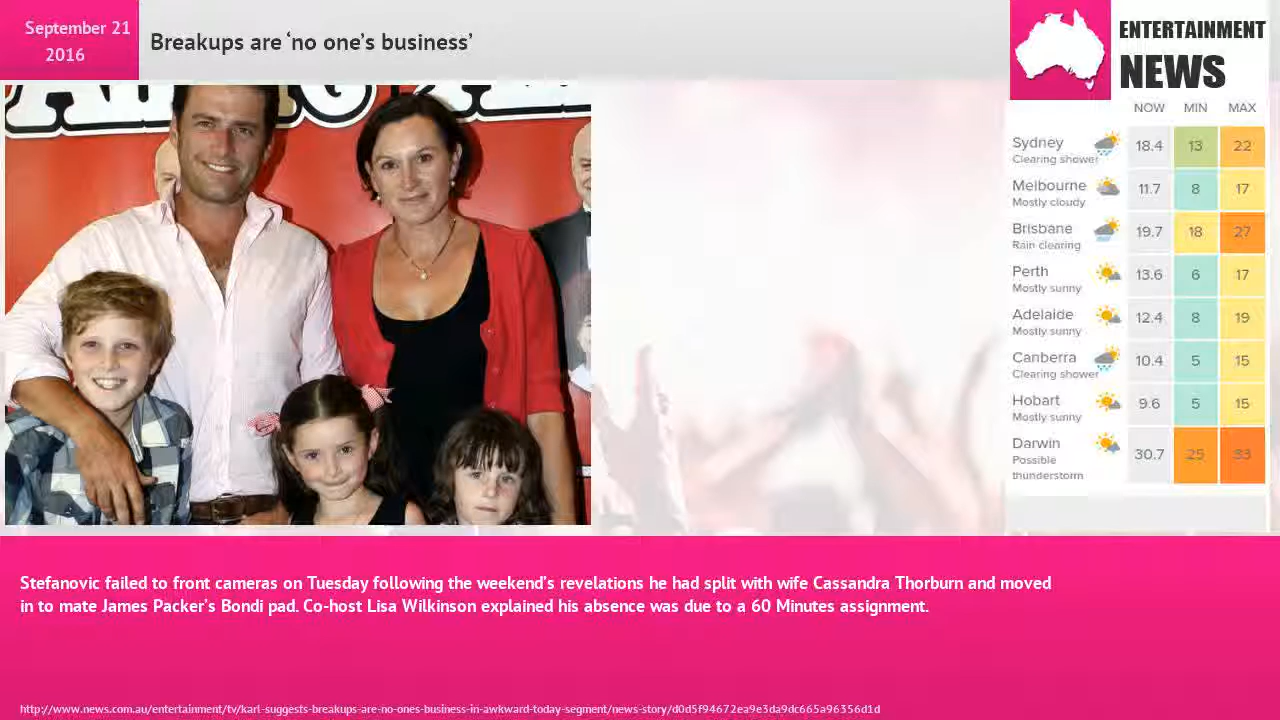 September 21
2016
Breakups are ‘no one’s business’
ENTERTAINMENT
NEWS
NOW MIN MAX
Sydney 18.4 13 22
Clearing shower
Melbourne 11.7 8 17
Mostly cloudy
Brisbane 19.7 18 27
Rain clearing
Perth 13.6 6 17
Mostly sunny
Adelaide 12.4 8 19
Mostly sunny
Canberra 10.4 5 15
Clearing shower
Hobart 9.6 5 15
Mostly sunny
Darwin 30.7 25 33
Possible
thunderstorm
Stefanovic failed to front cameras on Tuesday following the weekend’s revelations he had split with wife Cassandra Thorburn and moved
in to mate James Packer’s Bondi pad. Co-host Lisa Wilkinson explained his absence was due to a 60 Minutes assignment.
http://www.news.com.au/entertainment/tv/karl-suggests-breakups-are-no-ones-business-in-awkward-today-segment/news-story/d0d5f94672ea9e3da9dc665a96356d1d